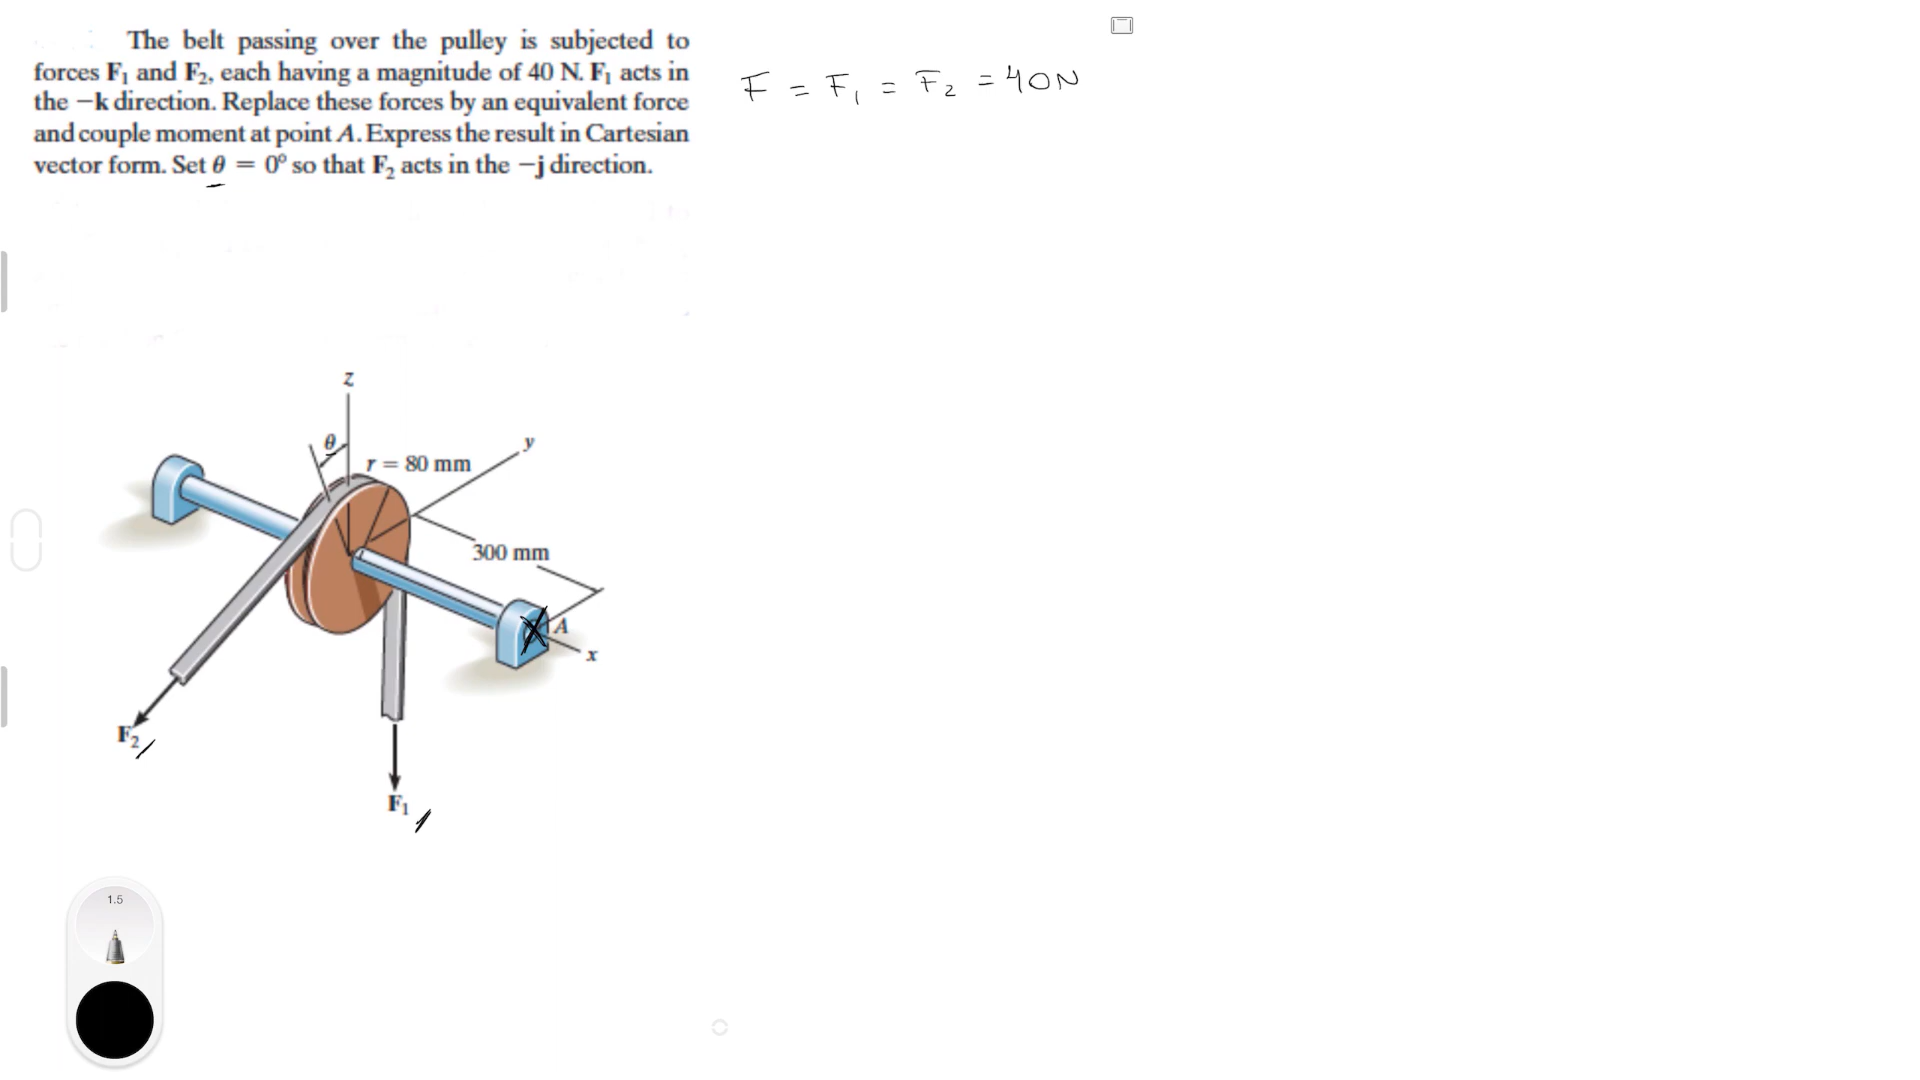 The belt passing over the pulley is subjected to
forces F₁ and F₂, each having a magnitude of 40 N. F₁ acts in
the −k direction. Replace these forces by an equivalent force
and couple moment at point A. Express the result in Cartesian
vector form. Set θ = 0° so that F₂ acts in the −j direction.
F = F₁ = F₂ = 40N
z
θ
y
r = 80 mm
300 mm
A
x
F₂
F₁
1.5